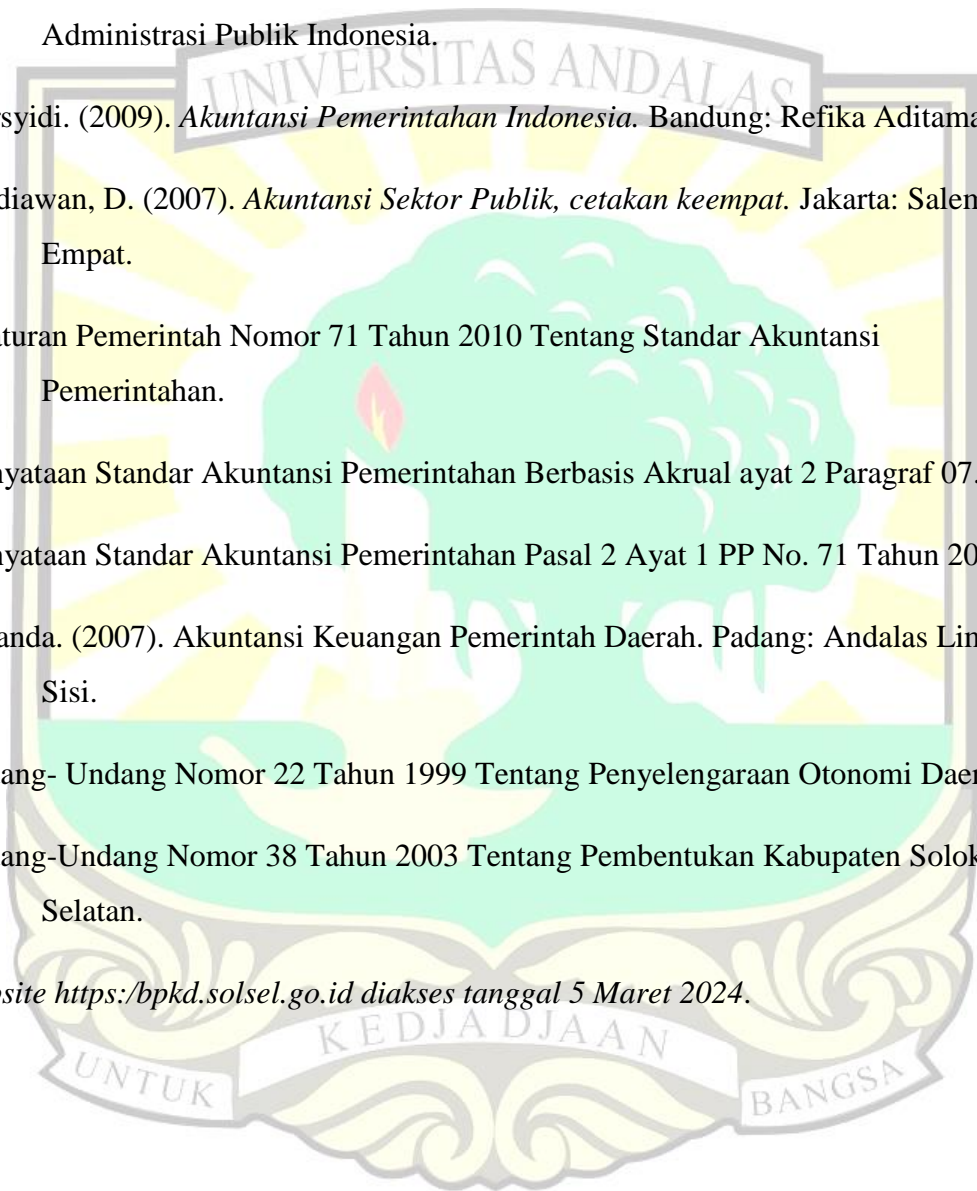 Administrasi Publik Indonesia.
UNIVERSITAS ANDALAS
rsyidi. (2009). Akuntansi Pemerintahan Indonesia. Bandung: Refika Aditama
diawan, D. (2007). Akuntansi Sektor Publik, cetakan keempat. Jakarta: Salem
Empat.
aturan Pemerintah Nomor 71 Tahun 2010 Tentang Standar Akuntansi
Pemerintahan.
nyataan Standar Akuntansi Pemerintahan Berbasis Akrual ayat 2 Paragraf 07.
nyataan Standar Akuntansi Pemerintahan Pasal 2 Ayat 1 PP No. 71 Tahun 20
anda. (2007). Akuntansi Keuangan Pemerintah Daerah. Padang: Andalas Lin
Sisi.
ang- Undang Nomor 22 Tahun 1999 Tentang Penyelengaraan Otonomi Daer
ang-Undang Nomor 38 Tahun 2003 Tentang Pembentukan Kabupaten Solok
Selatan.
bsite https:/bpkd.solsel.go.id diakses tanggal 5 Maret 2024.
UNTUK KEDJADJAAN BANGSA